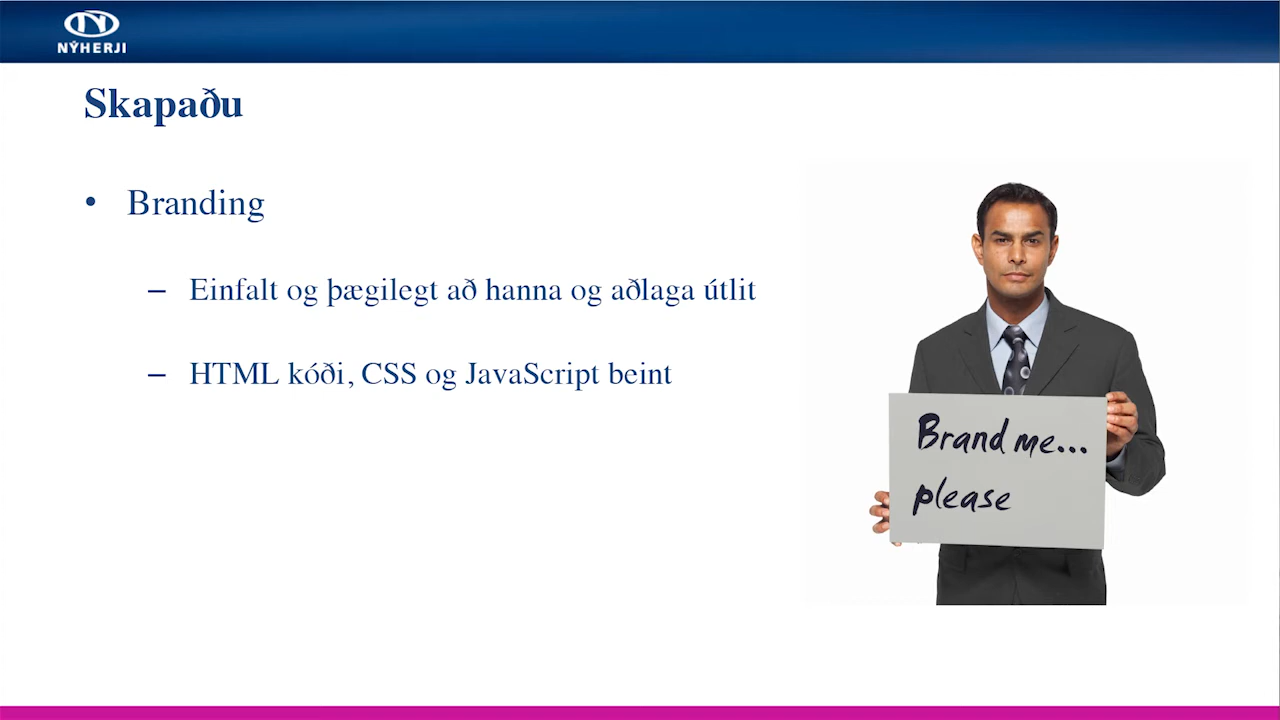 NÝHERJI
Skapaðu
• Branding
– Einfalt og þægilegt að hanna og aðlaga útlit
– HTML kóði, CSS og JavaScript beint
Brand me...
please